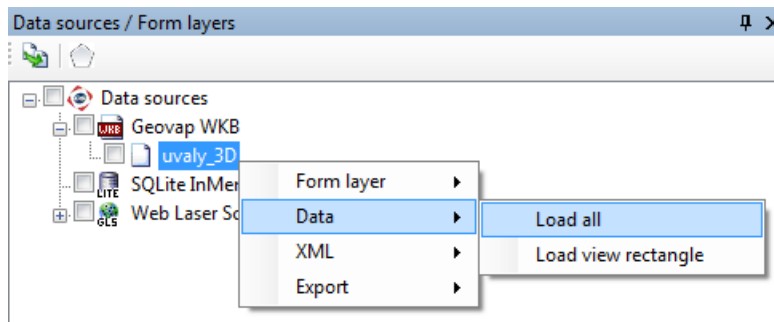 Data sources / Form layers
Data sources
WKB Geovap WKB
uvaly_3D
LITE SQLite InMer
GLS Web Laser Sc
Form layer
Data
XML
Export
Load all
Load view rectangle